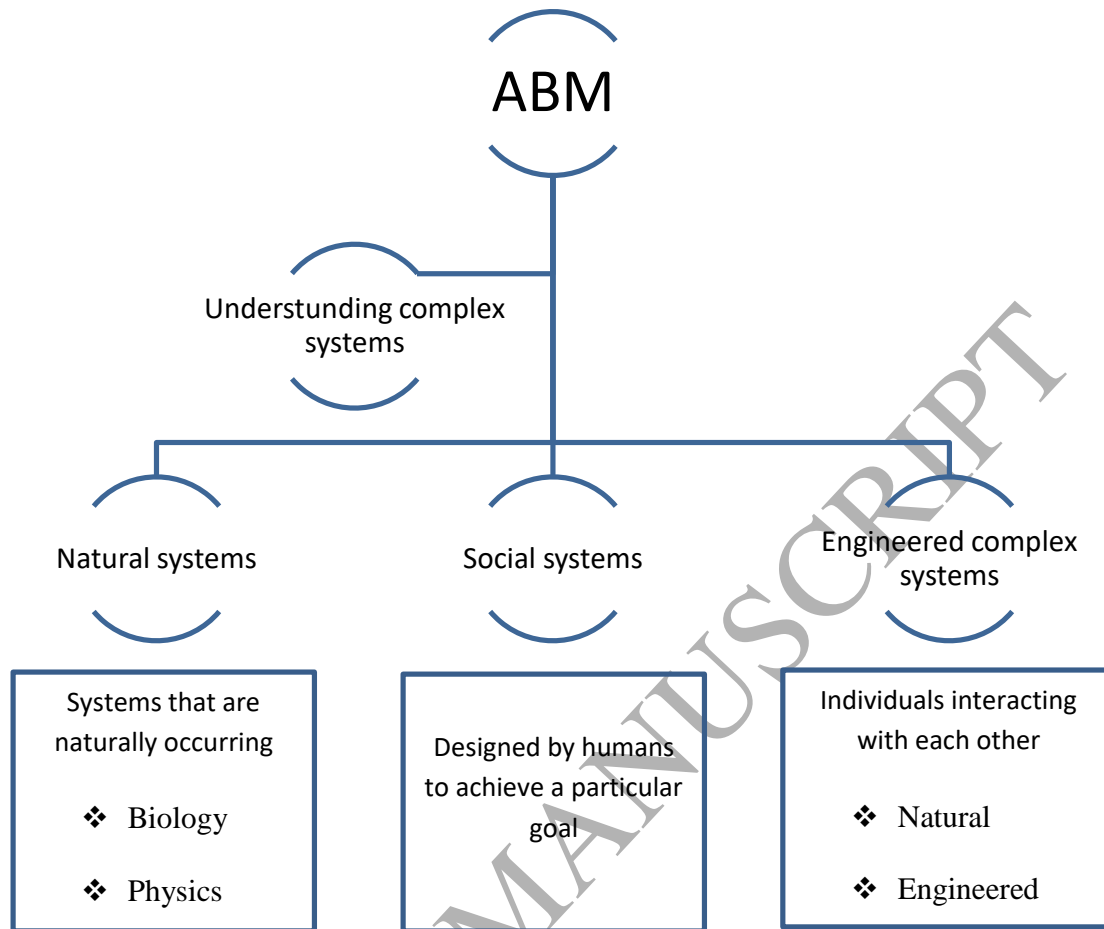 ABM
Understunding complex
systems
Natural systems
Social systems
Engineered complex
systems
Systems that are
naturally occurring
❖ Biology
❖ Physics
Designed by humans
to achieve a particular
goal
Individuals interacting
with each other
❖ Natural
❖ Engineered
MANUSCRIPT